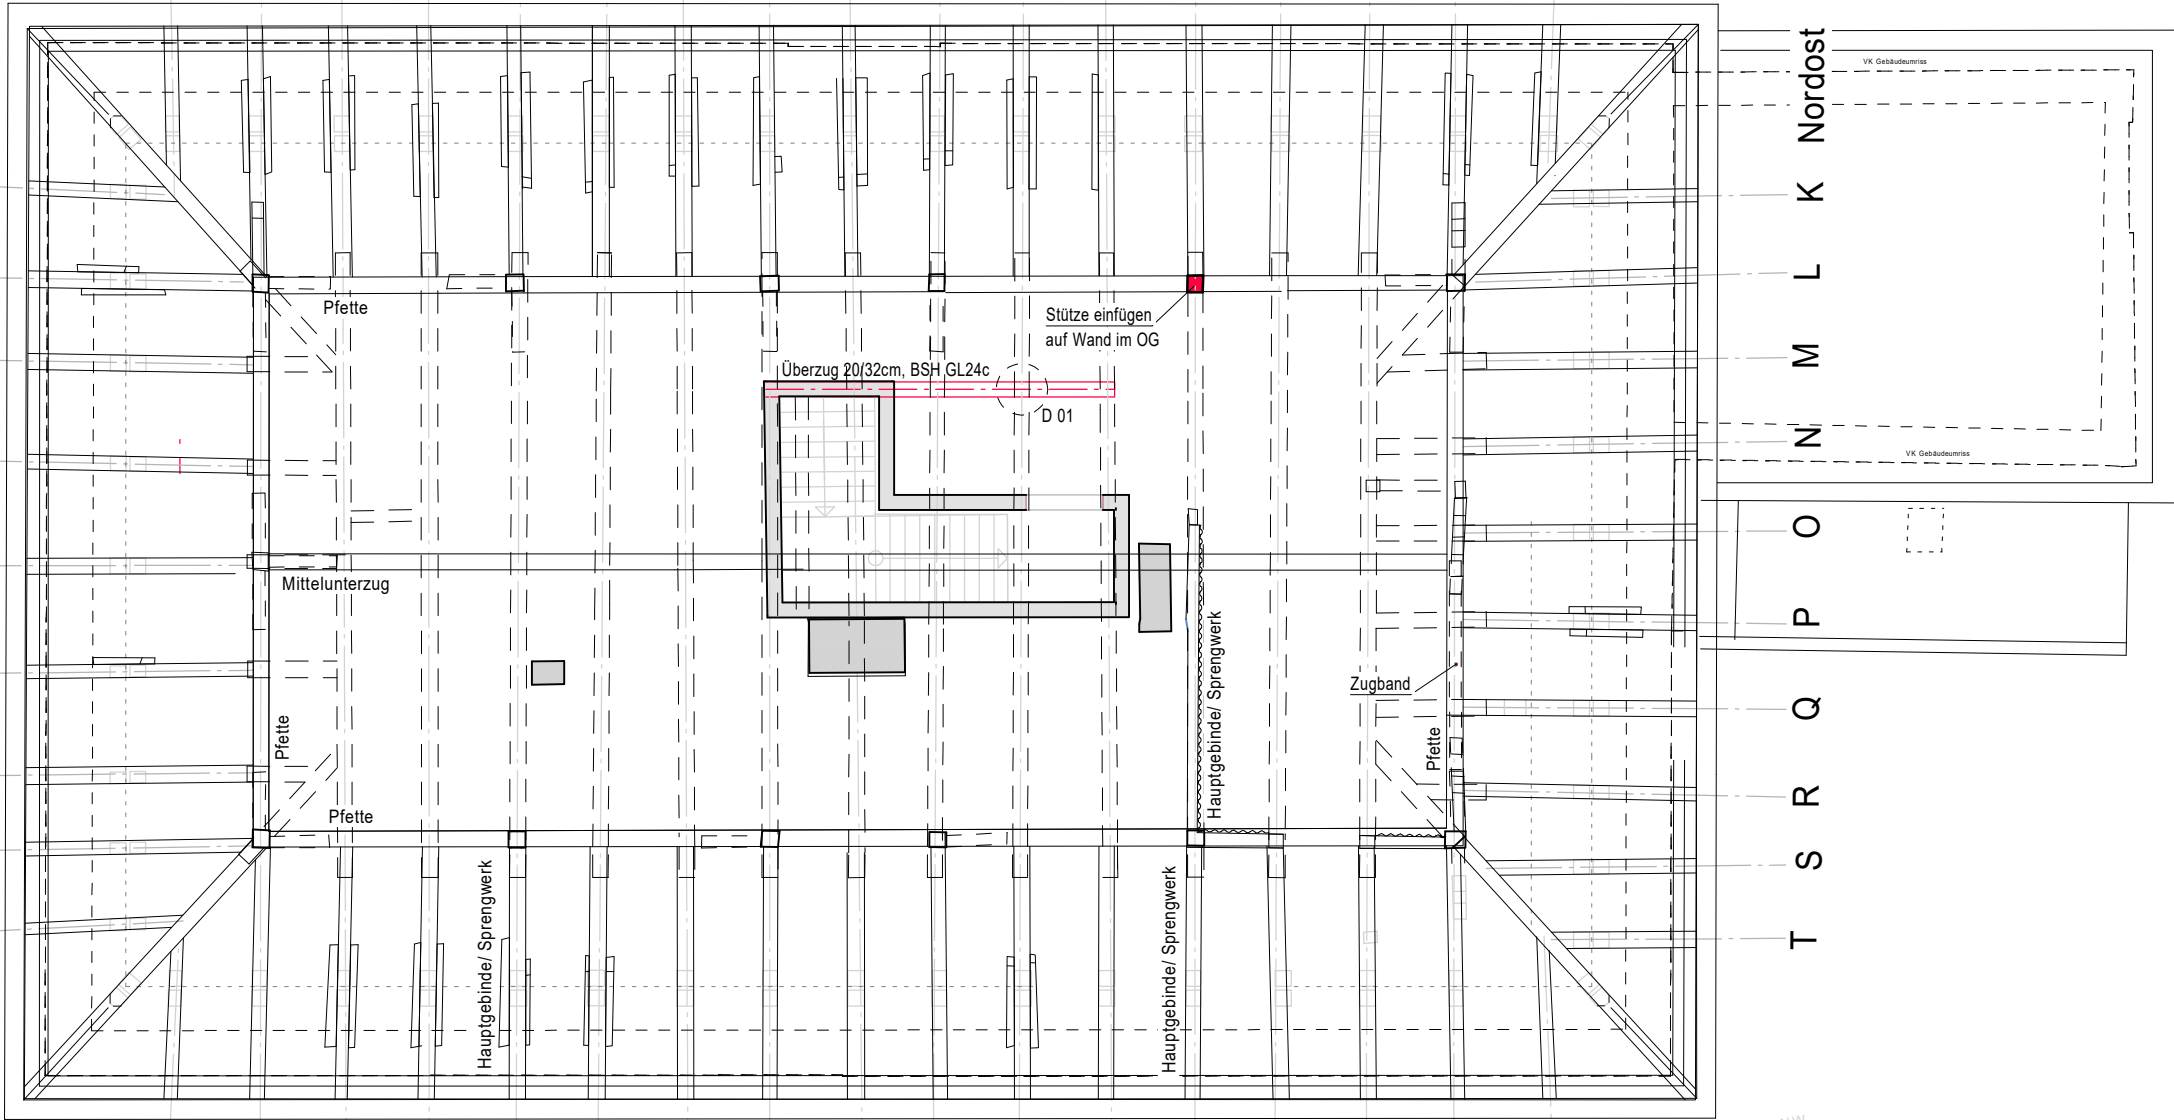 Nordost
VK Gebäudeumriss
K
L
Pfette
Stütze einfügen
auf Wand im OG
M
Überzug 20/32cm, BSH GL24c
D 01
N
VK Gebäudeumriss
O
Mittelunterzug
P
Hauptgebinde/ Sprengwerk
Zugband
Q
Pfette
Pfette
R
Pfette
S
Hauptgebinde/ Sprengwerk
Hauptgebinde/ Sprengwerk
T
NW